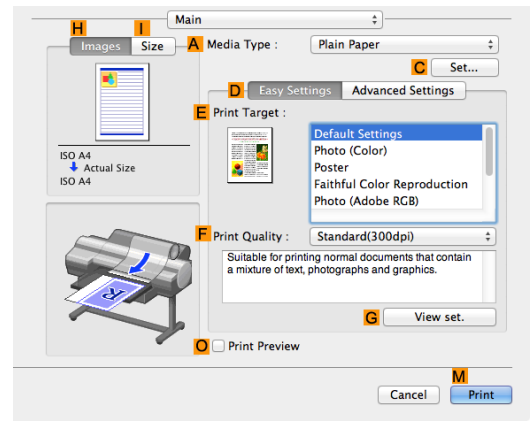 Main
H
I
Images
Size
A
Media Type :
Plain Paper
C
Set...
D
Easy Settings
Advanced Settings
E
Print Target :
Default Settings
Photo (Color)
Poster
Faithful Color Reproduction
Photo (Adobe RGB)
ISO A4
Actual Size
ISO A4
F
Print Quality :
Standard(300dpi)
Suitable for printing normal documents that contain
a mixture of text, photographs and graphics.
R
G
View set.
O
Print Preview
M
Cancel
Print